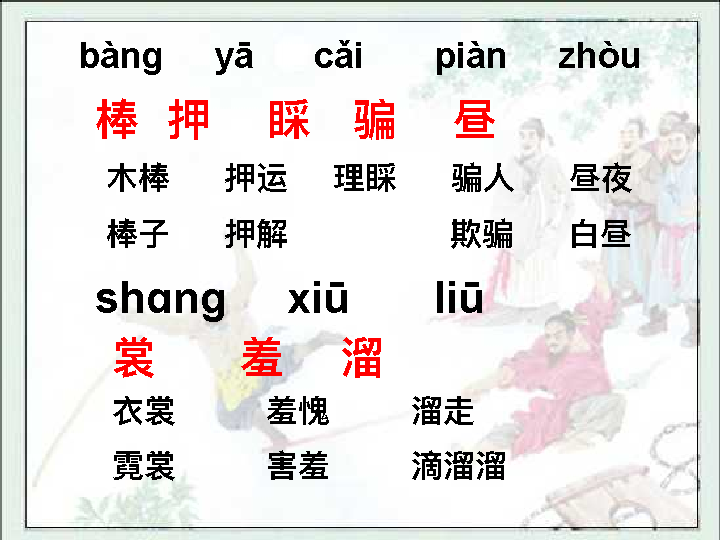 bàng yā cǎi piàn zhòu
棒 押 睬 骗 昼
木棒 押运 理睬 骗人 昼夜
棒子 押解 欺骗 白昼
shɑng xiū liū
裳 羞 溜
衣裳 羞愧 溜走
霓裳 害羞 滴溜溜